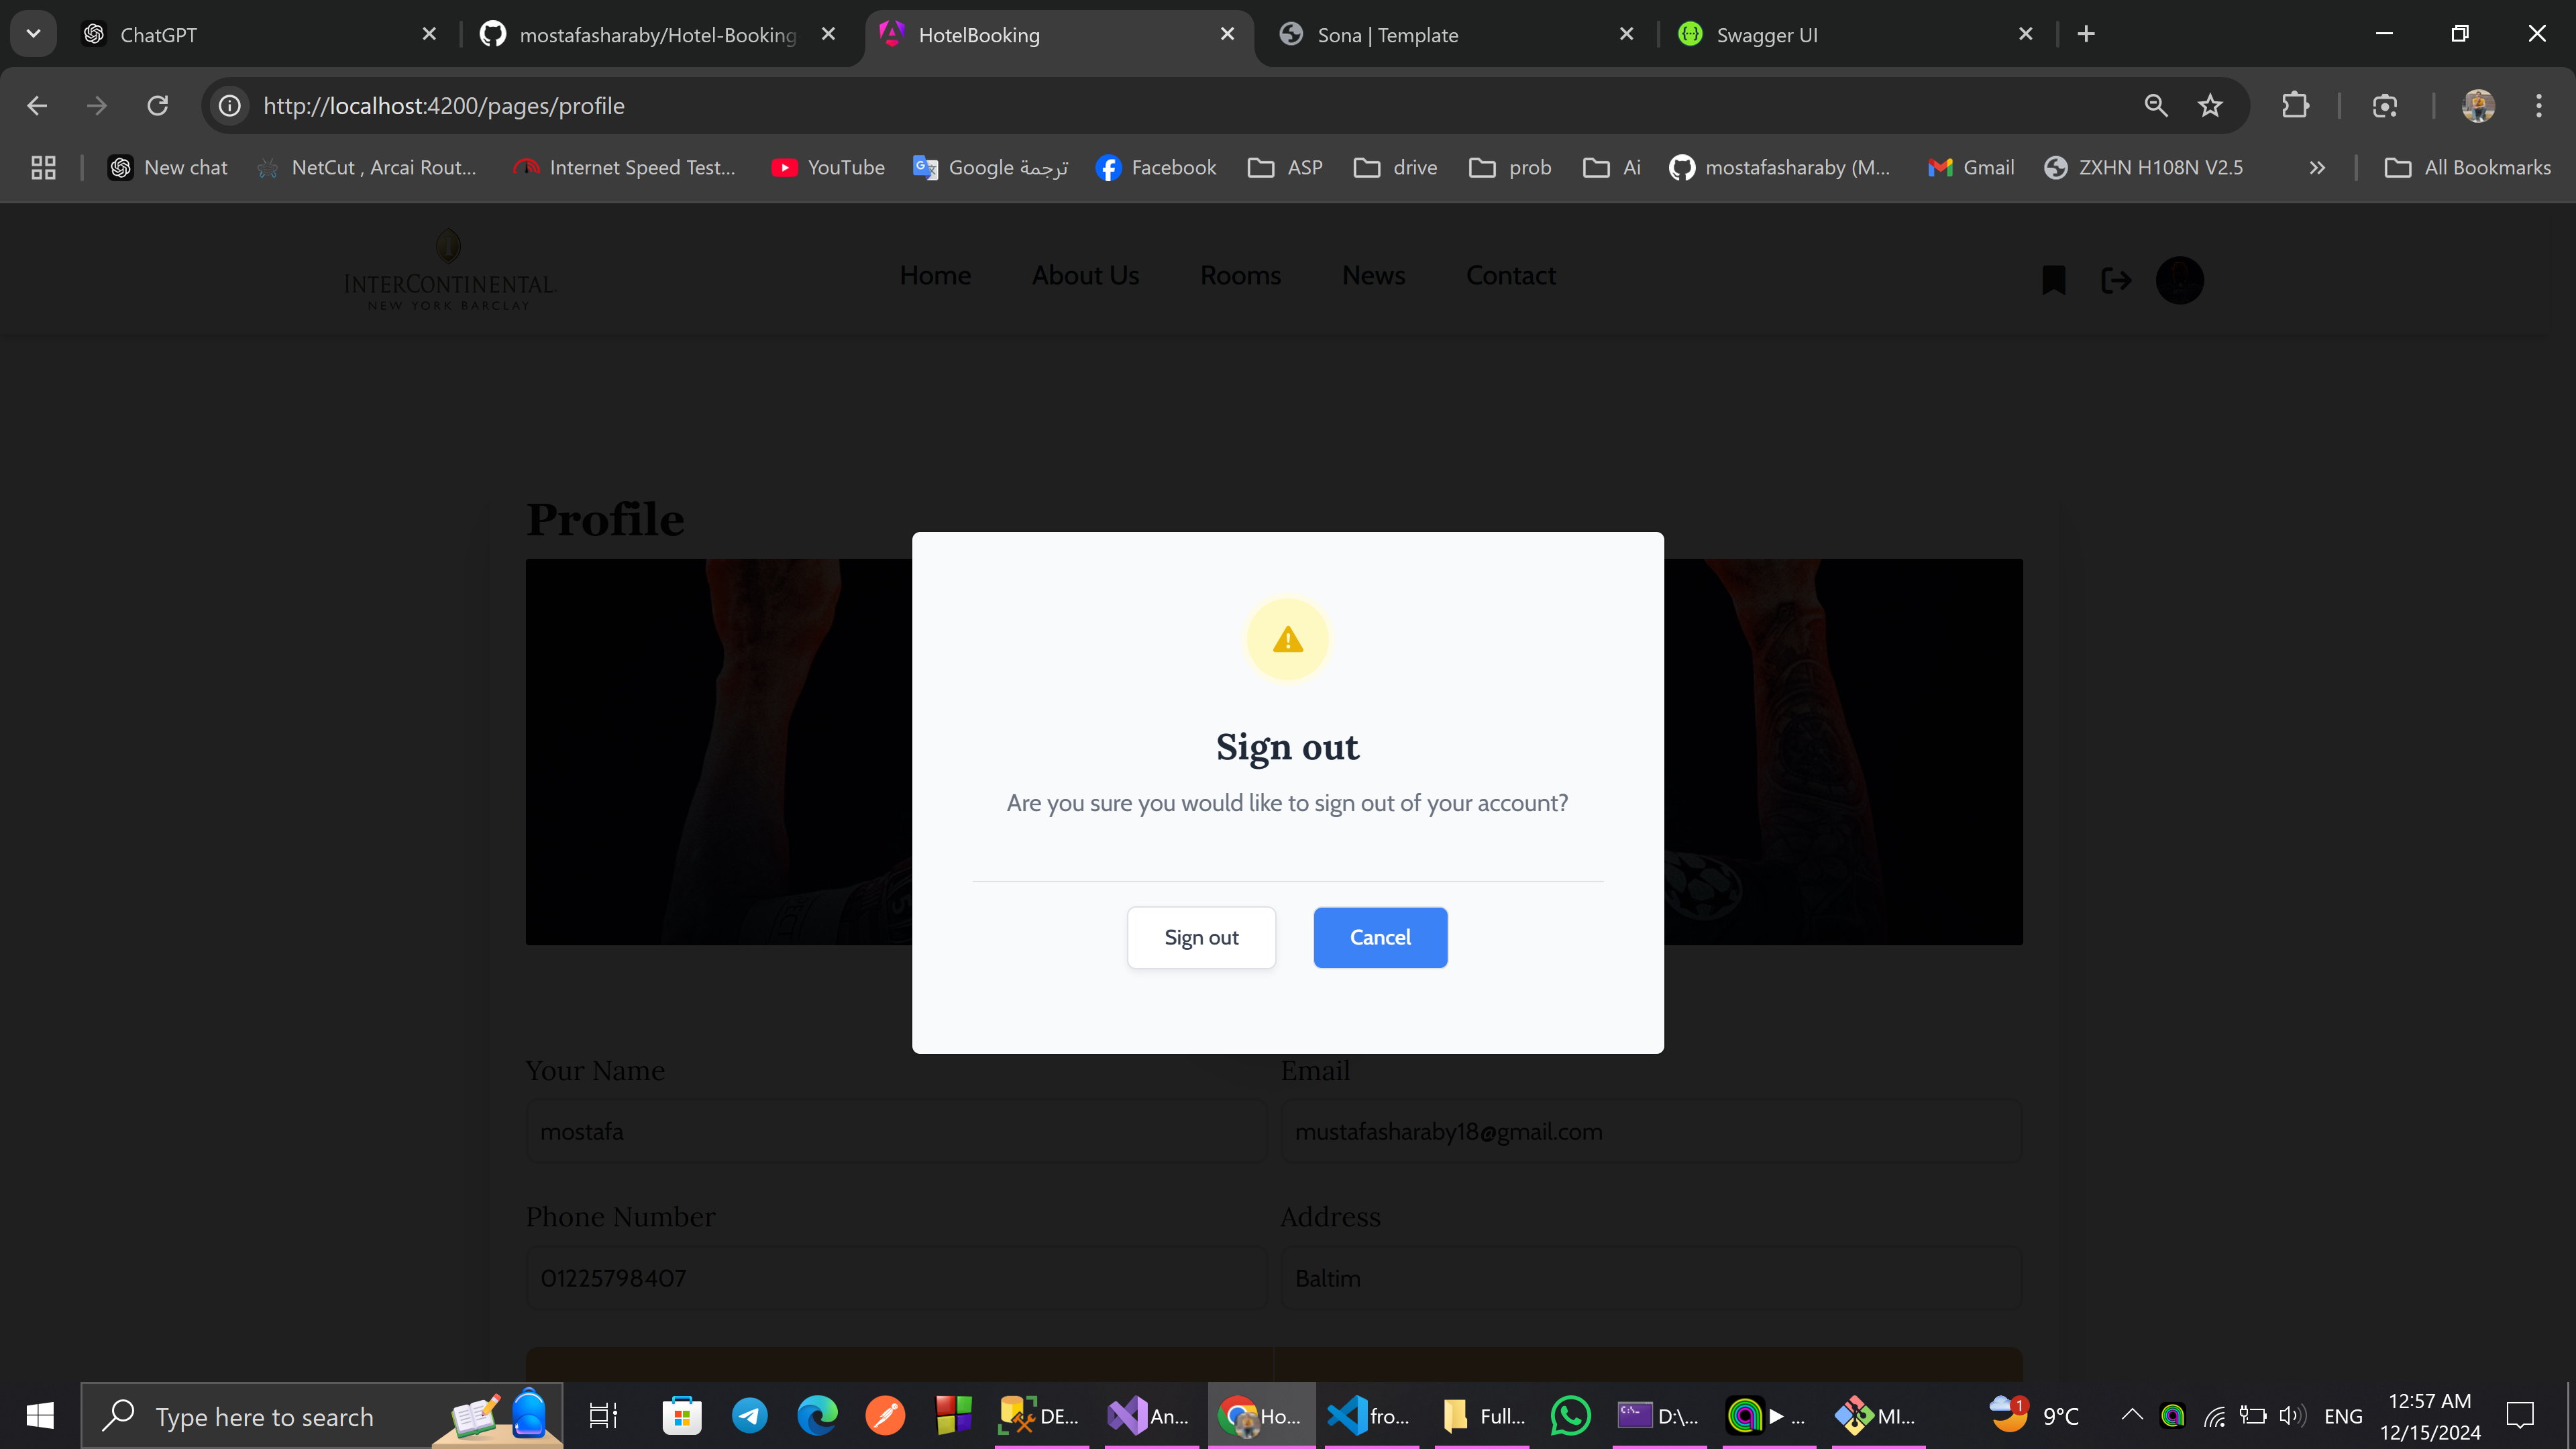 ChatGPT
mostafasharaby/Hotel-Booking
HotelBooking
Sona | Template
Swagger UI
http://localhost:4200/pages/profile
New chat
NetCut , Arcai Rout...
Internet Speed Test...
YouTube
Google ترجمة
Facebook
ASP
drive
prob
Ai
mostafasharaby (M...
Gmail
ZXHN H108N V2.5
All Bookmarks
INTERCONTINENTAL.
NEW YORK BARCLAY
Home
About Us
Rooms
News
Contact
Profile
Sign out
Are you sure you would like to sign out of your account?
Sign out
Cancel
Your Name
Email
mostafa
mustafasharaby18@gmail.com
Phone Number
Address
01225798407
Baltim
Type here to search
DE...
An...
Ho...
fro...
Full...
D:\...
...
MI...
1
9°C
ENG
12:57 AM
12/15/2024